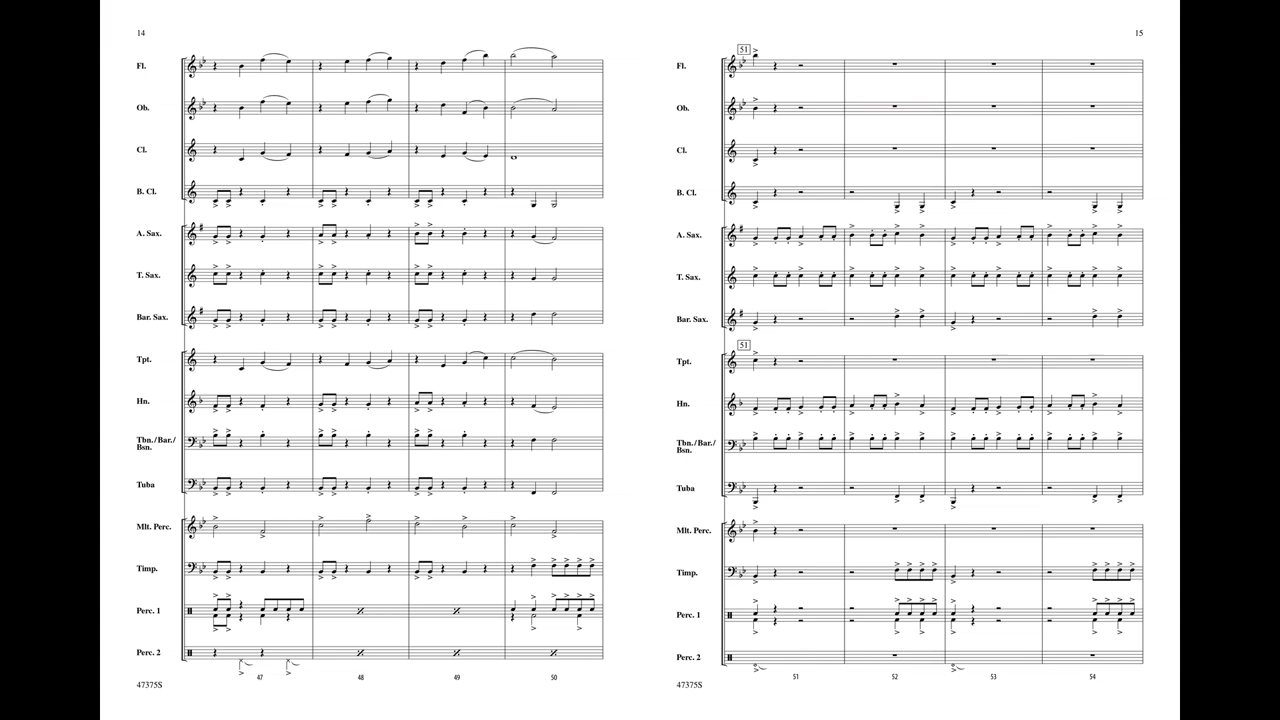 14
Fl.
Ob.
Cl.
B. Cl.
A. Sax.
T. Sax.
Bar. Sax.
Tpt.
Hn.
Tbn./Bar./
Bsn.
Tuba
Mlt. Perc.
Timp.
Perc. 1
Perc. 2
47 48 49 50
47375S
15
51
Fl.
Ob.
Cl.
B. Cl.
A. Sax.
T. Sax.
Bar. Sax.
51
Tpt.
Hn.
Tbn./Bar./
Bsn.
Tuba
Mlt. Perc.
Timp.
Perc. 1
Perc. 2
51 52 53 54
47375S